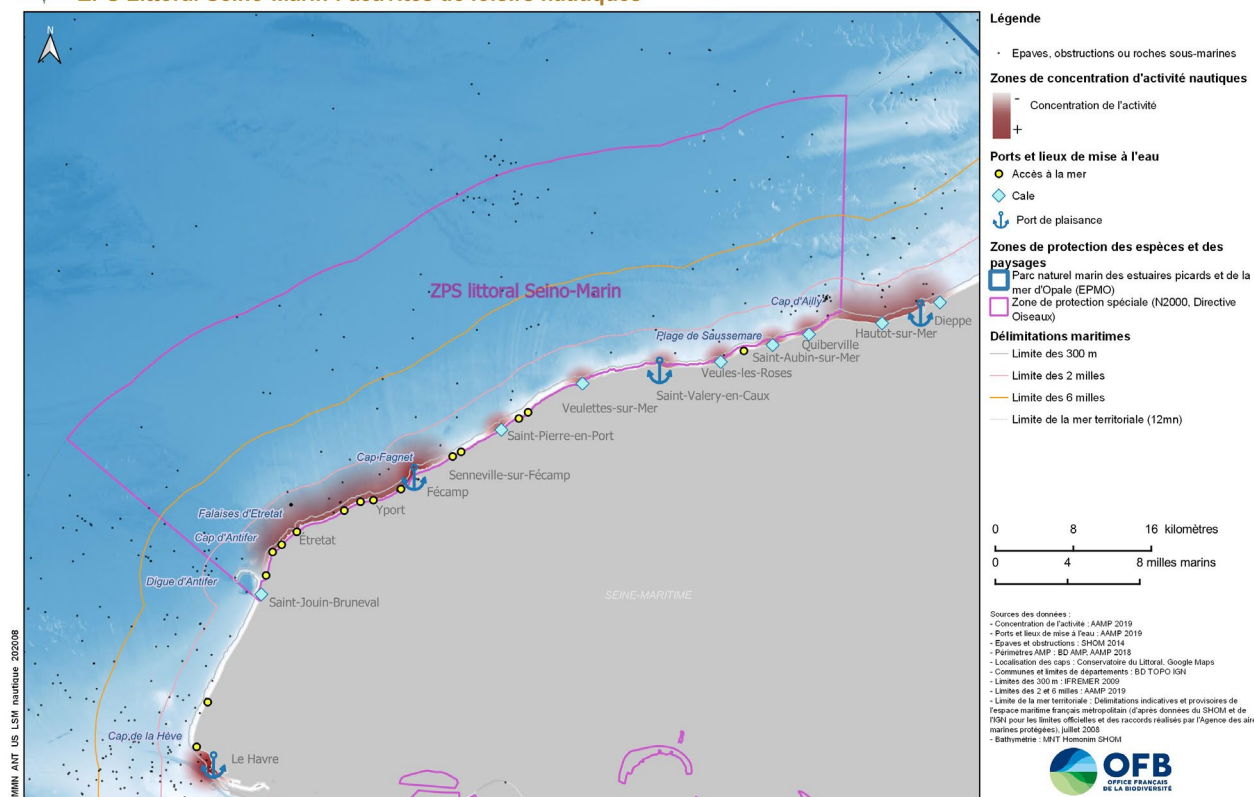 ZPS Littoral Seino-Marin : activités de loisirs nautiques
N
ZPS littoral Seino-Marin
Cap d'Ailly
Dieppe
Hautot-sur-Mer
Plage de Saussemare
Quiberville
Saint-Aubin-sur-Mer
Veules-les-Roses
Saint-Valery-en-Caux
Veulettes-sur-Mer
Saint-Pierre-en-Port
Cap Fagnet
Senneville-sur-Fécamp
Fécamp
Yport
Falaises d'Etretat
Cap d'Antifer
Étretat
Digue d'Antifer
Saint-Jouin-Bruneval
SEINE-MARITIME
Cap de la Hève
Le Havre
MMN_ANT_US_LSM_nautique_202008
Légende
Epaves, obstructions ou roches sous-marines
Zones de concentration d'activité nautiques
-
Concentration de l'activité
+
Ports et lieux de mise à l'eau
Accès à la mer
Cale
Port de plaisance
Zones de protection des espèces et des
paysages
Parc naturel marin des estuaires picards et de la
mer d'Opale (EPMO)
Zone de protection spéciale (N2000, Directive
Oiseaux)
Délimitations maritimes
Limite des 300 m
Limite des 2 milles
Limite des 6 milles
Limite de la mer territoriale (12mn)
0 8 16 kilomètres
0 4 8 milles marins
Sources des données :
- Concentration de l'activité : AAMP 2019
- Ports et lieux de mise à l'eau : AAMP 2019
- Epaves et obstructions : SHOM 2014
- Périmètres AMP : BD AMP, AAMP 2018
- Localisation des caps : Conservatoire du Littoral, Google Maps
- Communes et limites de départements : BD TOPO IGN
- Limites des 300 m : IFREMER 2009
- Limites des 2 et 6 milles : AAMP 2019
- Limite de la mer territoriale : Délimitations indicatives et provisoires de
l'espace maritime français métropolitain (d'après données du SHOM et de
l'IGN pour les limites officielles et des raccords réalisés par l'Agence des aire
marines protégées), juillet 2008
- Bathymétrie : MNT Homonim SHOM
OFB
OFFICE FRANÇAIS
DE LA BIODIVERSITÉ